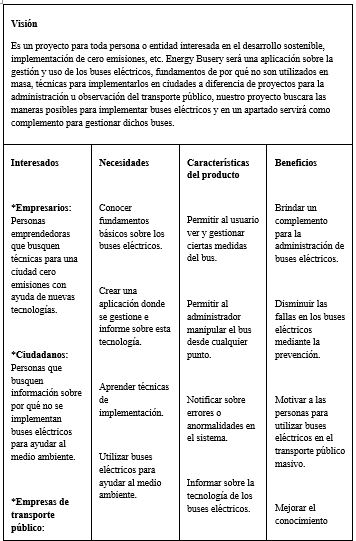 Visión
Es un proyecto para toda persona o entidad interesada en el desarrollo sostenible,
implementación de cero emisiones, etc. Energy Busery será una aplicación sobre la
gestión y uso de los buses eléctricos, fundamentos de por qué no son utilizados en
masa, técnicas para implementarlos en ciudades a diferencia de proyectos para la
administración u observación del transporte público, nuestro proyecto buscara las
maneras posibles para implementar buses eléctricos y en un apartado servirá como
complemento para gestionar dichos buses.
Interesados
*Empresarios:
Personas
emprendedoras
que busquen
técnicas para una
ciudad cero
emisiones con
ayuda de nuevas
tecnologías.
*Ciudadanos:
Personas que
busquen
información sobre
por qué no se
implementan
buses eléctricos
para ayudar al
medio ambiente.
*Empresas de
transporte
público:
Necesidades
Conocer
fundamentos
básicos sobre los
buses eléctricos.
Crear una
aplicación donde
se gestione e
informe sobre esta
tecnología.
Aprender técnicas
de
implementación.
Utilizar buses
eléctricos para
ayudar al medio
ambiente.
Características
del producto
Permitir al usuario
ver y gestionar
ciertas medidas
del bus.
Permitir al
administrador
manipular el bus
desde cualquier
punto.
Notificar sobre
errores o
anormalidades en
el sistema.
Informar sobre la
tecnología de los
buses eléctricos.
Beneficios
Brindar un
complemento
para la
administración de
buses eléctricos.
Disminuir las
fallas en los buses
eléctricos
mediante la
prevención.
Motivar a las
personas para
utilizar buses
eléctricos en el
transporte público
masivo.
Mejorar el
conocimiento